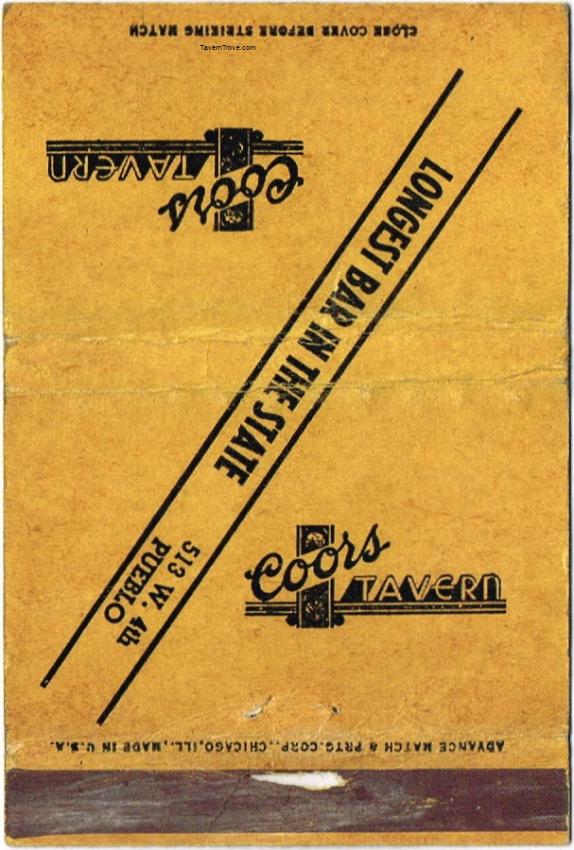 CLOSE COVER BEFORE STRIKING MATCH
TavernTrove.com
Coors
TAVERN
LONGEST BAR IN THE STATE
513 W. 4th
PUEBLO
Coors
TAVERN
ADVANCE MATCH & PRTG. CORP., CHICAGO, ILL., MADE IN U.S.A.